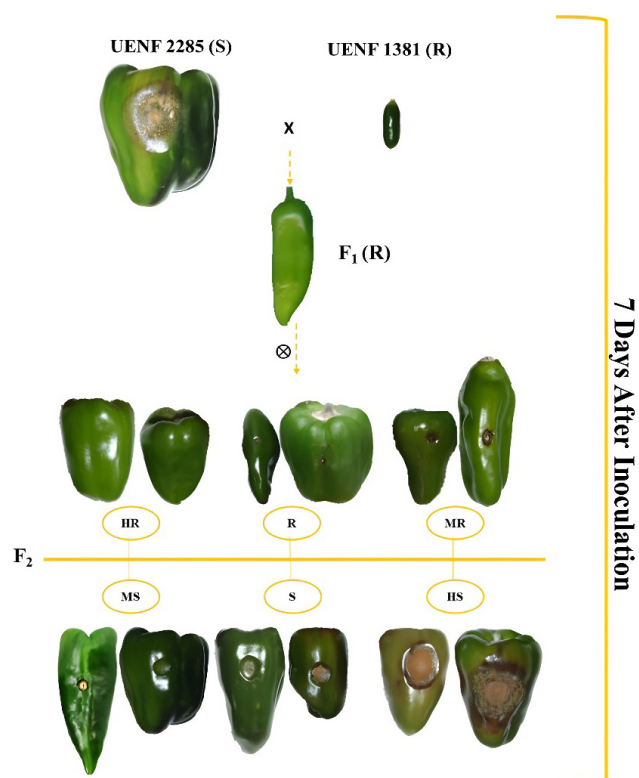 UENF 2285 (S)
UENF 1381 (R)
X
F₁ (R)
⊗
HR
R
MR
F₂
MS
S
HS
7 Days After Inoculation